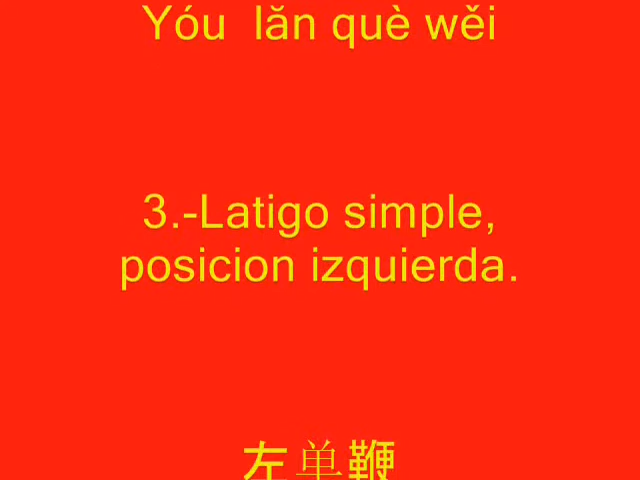 Yóu lăn què wěi
3.-Latigo simple,
posicion izquierda.
左单鞭